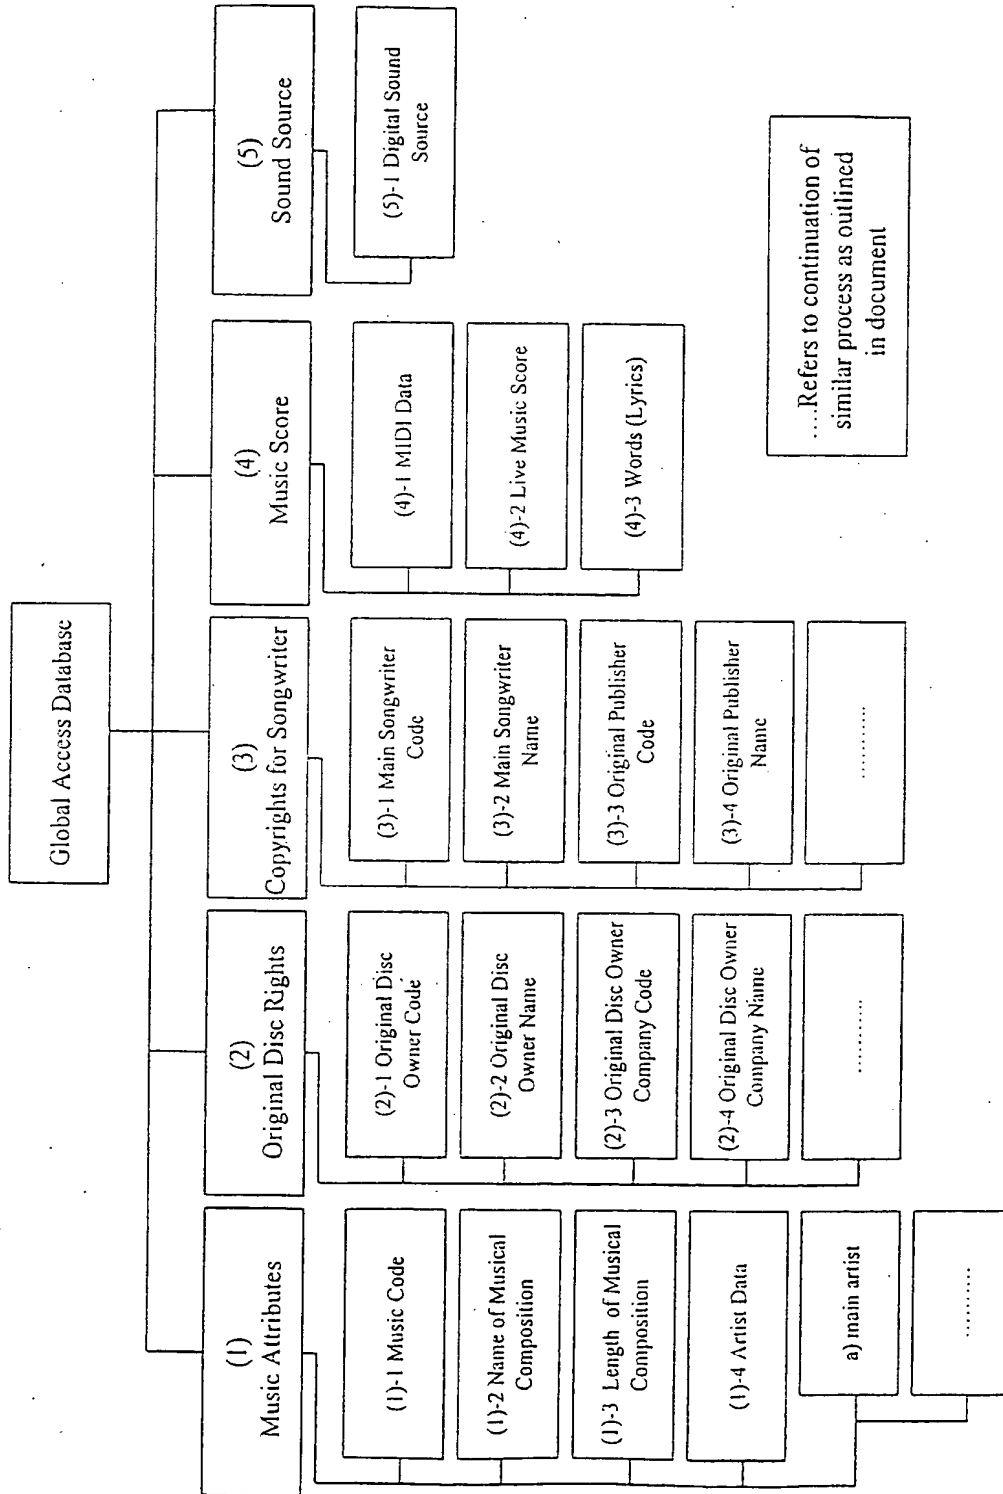 Global Access Database
(1)
Music Attributes
(1)-1 Music Code
(1)-2 Name of Musical
Composition
(1)-3 Length of Musical
Composition
(1)-4 Artist Data
a) main artist
..........
(2)
Original Disc Rights
(2)-1 Original Disc
Owner Code
(2)-2 Original Disc
Owner Name
(2)-3 Original Disc Owner
Company Code
(2)-4 Original Disc Owner
Company Name
..........
(3)
Copyrights for Songwriter
(3)-1 Main Songwriter
Code
(3)-2 Main Songwriter
Name
(3)-3 Original Publisher
Code
(3)-4 Original Publisher
Name
..........
(4)
Music Score
(4)-1 MIDI Data
(4)-2 Live Music Score
(4)-3 Words (Lyrics)
(5)
Sound Source
(5)-1 Digital Sound
Source
....Refers to continuation of
similar process as outlined
in document